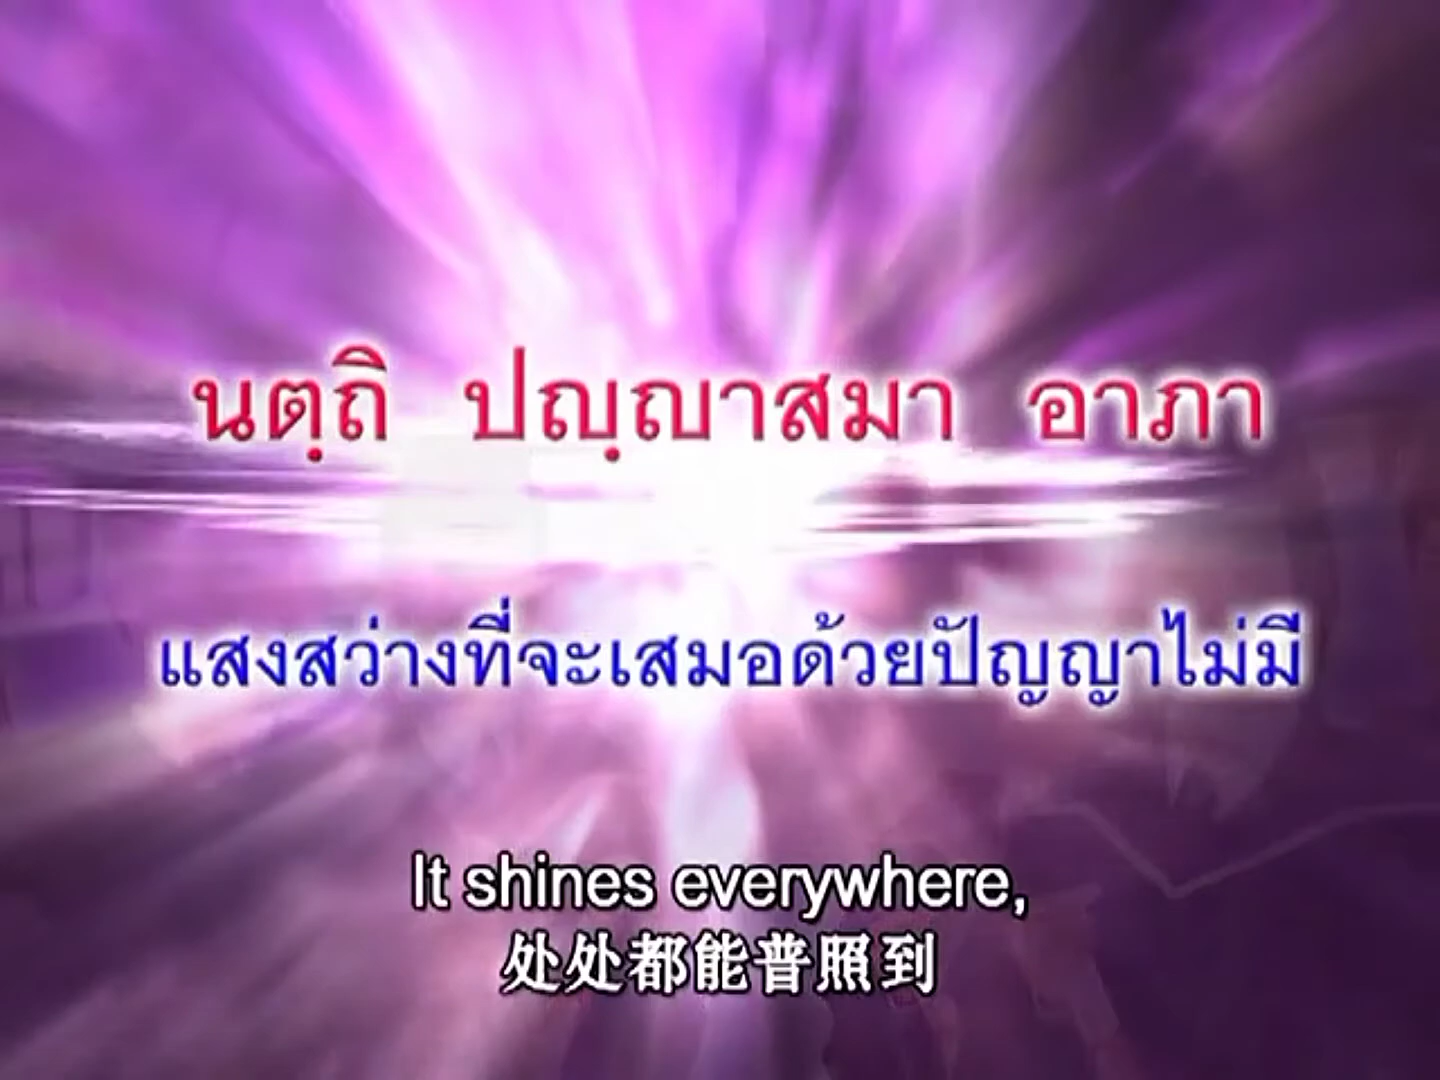 นตฺถิ ปญฺญาสมา อาภา
แสงสว่างที่จะเสมอด้วยปัญญาไม่มี
It shines everywhere,
处处都能普照到